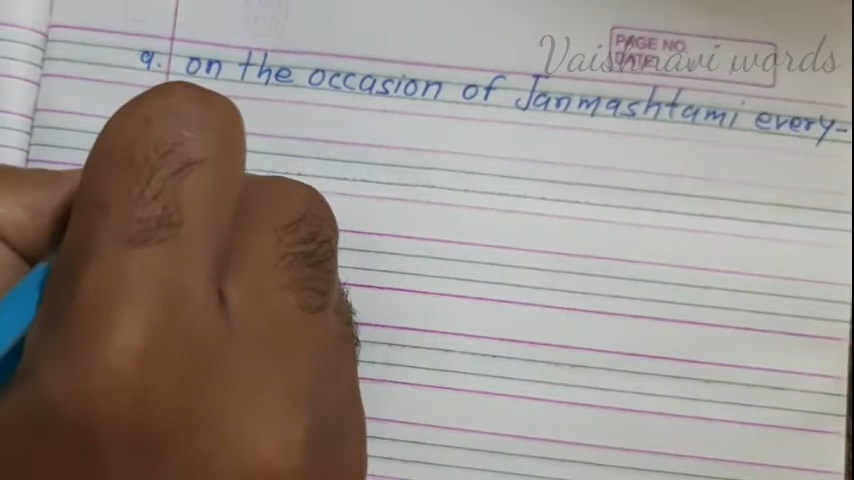 Vaishnavi words
PAGE NO.
DATE
9. on the occasion of Janmashtami every-